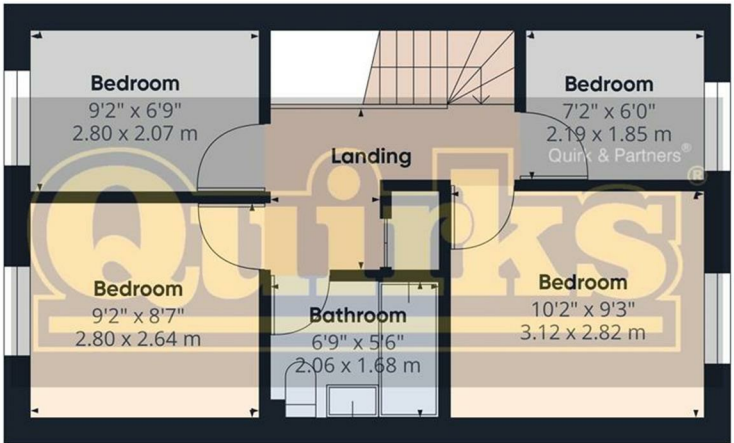 Bedroom
9'2" x 6'9"
2.80 x 2.07 m
Bedroom
7'2" x 6'0"
2.19 x 1.85 m
Landing
Quirk & Partners®
Quirks®
Bedroom
9'2" x 8'7"
2.80 x 2.64 m
Bathroom
6'9" x 5'6"
2.06 x 1.68 m
Bedroom
10'2" x 9'3"
3.12 x 2.82 m